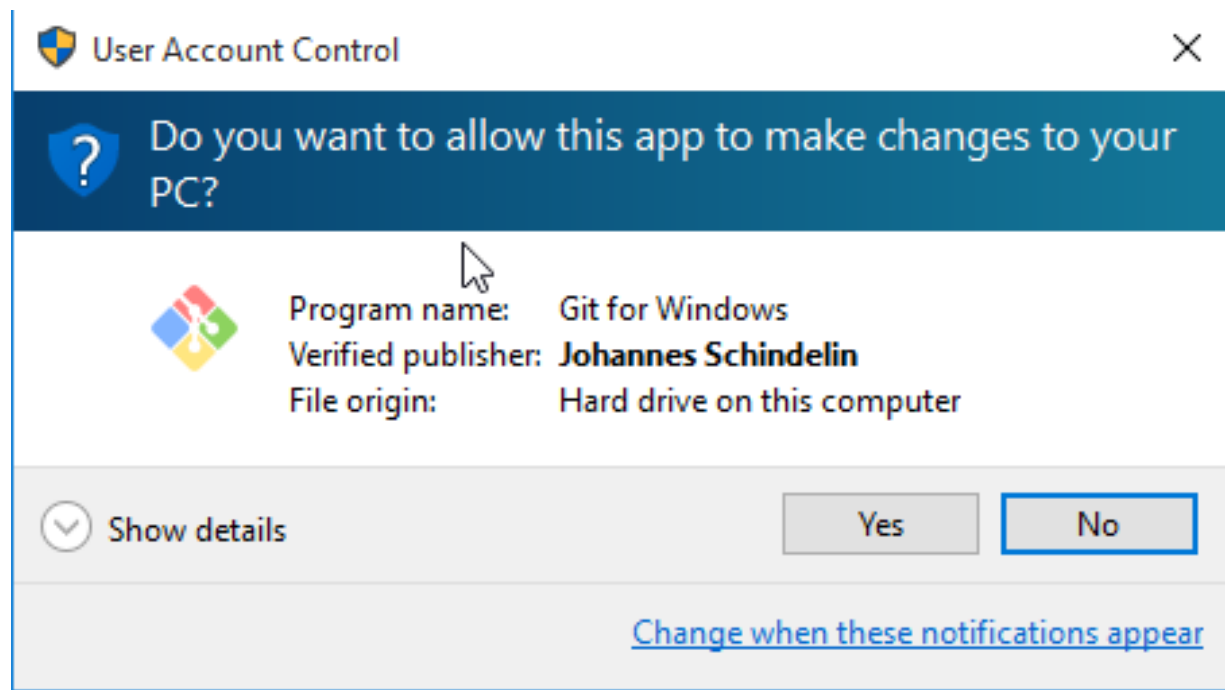 User Account Control
Do you want to allow this app to make changes to your
PC?
Program name: Git for Windows
Verified publisher: Johannes Schindelin
File origin: Hard drive on this computer
Show details
Yes
No
Change when these notifications appear